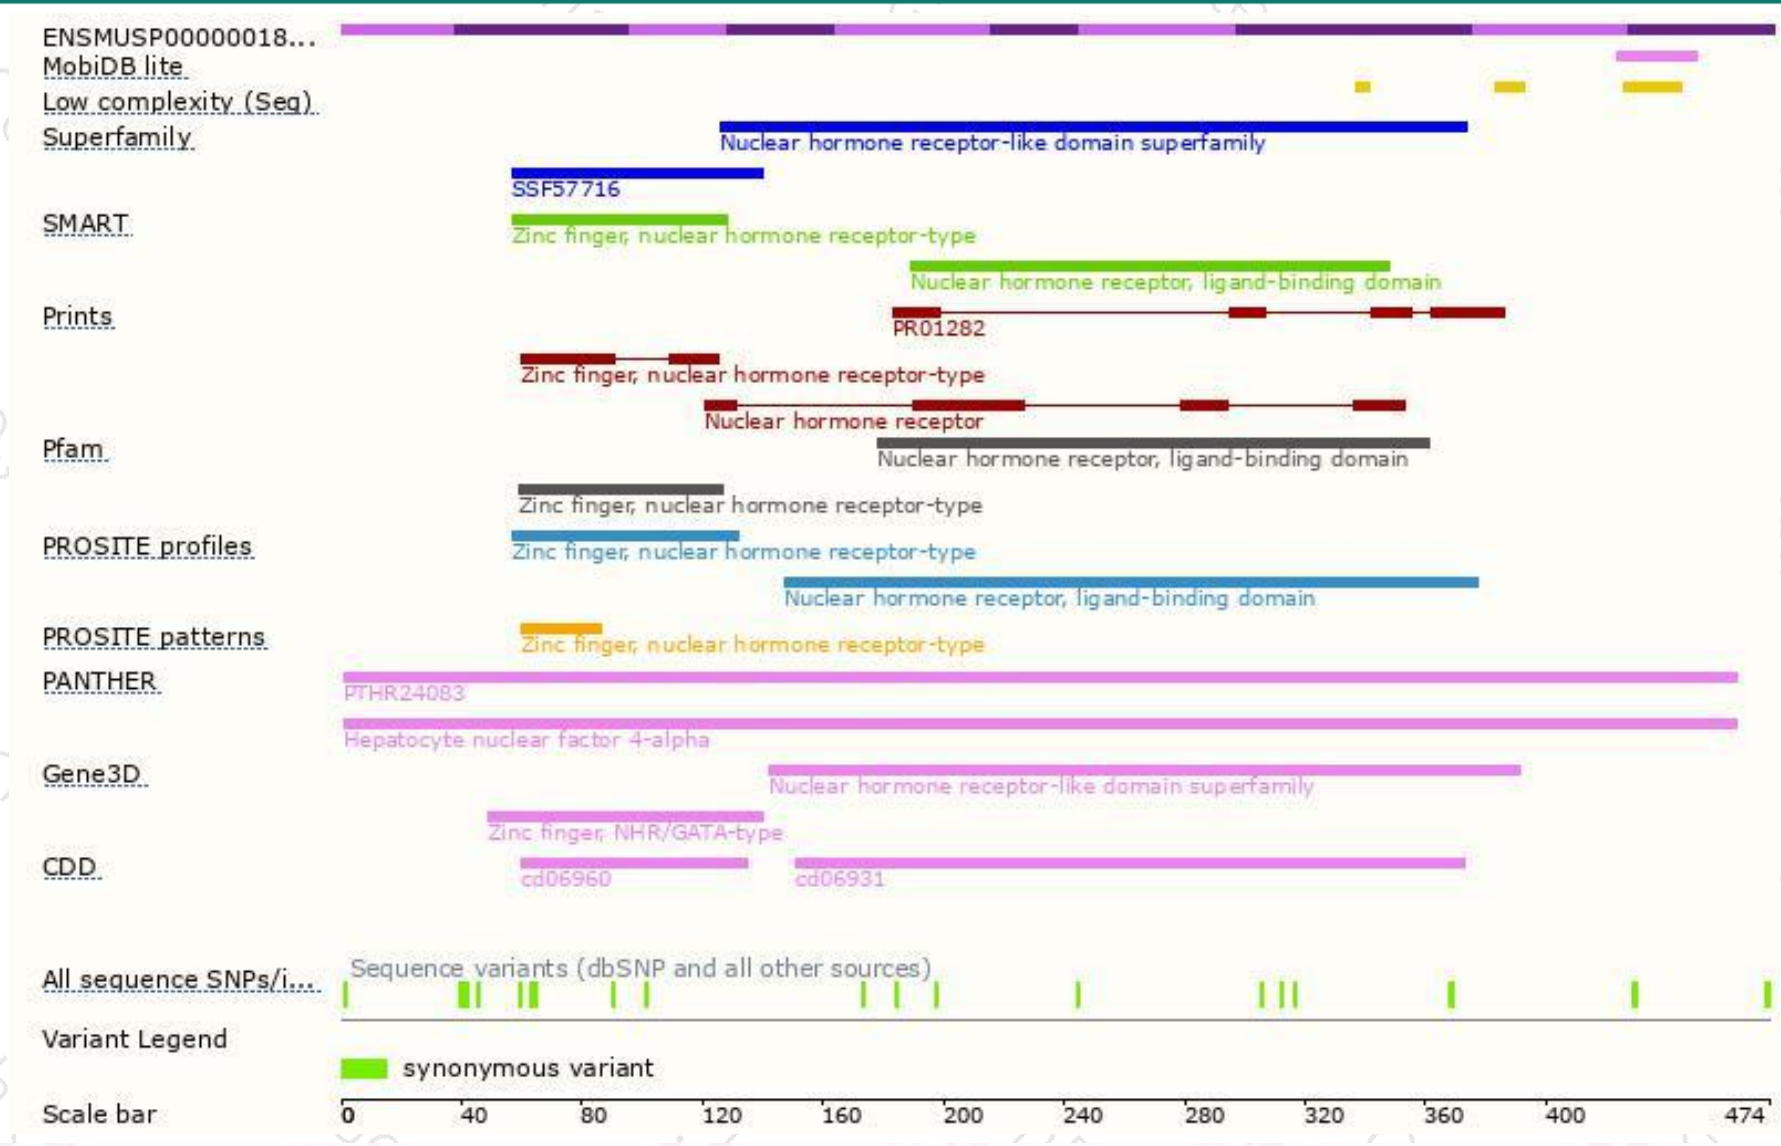 ENSMUSP00000018...
MobiDB lite
Low complexity (Seg)
Superfamily
Nuclear hormone receptor-like domain superfamily
SSF57716
SMART
Zinc finger, nuclear hormone receptor-type
Nuclear hormone receptor, ligand-binding domain
Prints
PR01282
Zinc finger, nuclear hormone receptor-type
Nuclear hormone receptor
Pfam
Nuclear hormone receptor, ligand-binding domain
Zinc finger, nuclear hormone receptor-type
PROSITE profiles
Zinc finger, nuclear hormone receptor-type
Nuclear hormone receptor, ligand-binding domain
PROSITE patterns
Zinc finger, nuclear hormone receptor-type
PANTHER
PTHR24083
Hepatocyte nuclear factor 4-alpha
Gene3D
Nuclear hormone receptor-like domain superfamily
Zinc finger, NHR/GATA-type
CDD
cd06960 cd06931
Sequence variants (dbSNP and all other sources)
All sequence SNPs/i...
Variant Legend
synonymous variant
Scale bar 0 40 80 120 160 200 240 280 320 360 400 474